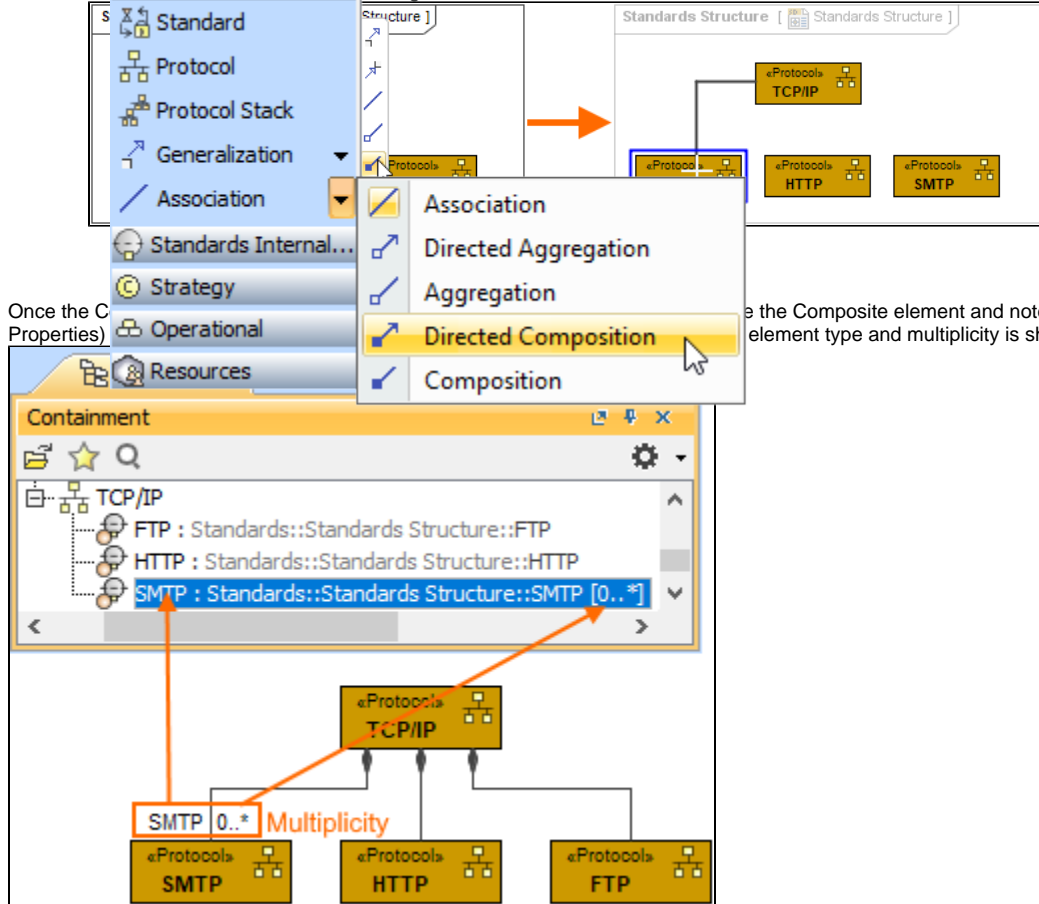 S
Standard
Structure ]
Standards Structure [ Standards Structure ]
Protocol
Protocol Stack
Generalization
Association
«Protocol»
TCP/IP
Protocols
«Protocols
«Protocol»
HTTP
«Protocol»
SMTP
Association
Directed Aggregation
Aggregation
Directed Composition
Composition
Standards Internal...
Strategy
Operational
Resources
Once the C
e the Composite element and not
Properties)
element type and multiplicity is s
Containment
TCP/IP
FTP : Standards::Standards Structure::FTP
HTTP : Standards::Standards Structure::HTTP
SMTP : Standards::Standards Structure::SMTP [0..*]
«Protocol»
TCP/IP
SMTP 0..* Multiplicity
«Protocol»
SMTP
«Protocol»
HTTP
«Protocol»
FTP